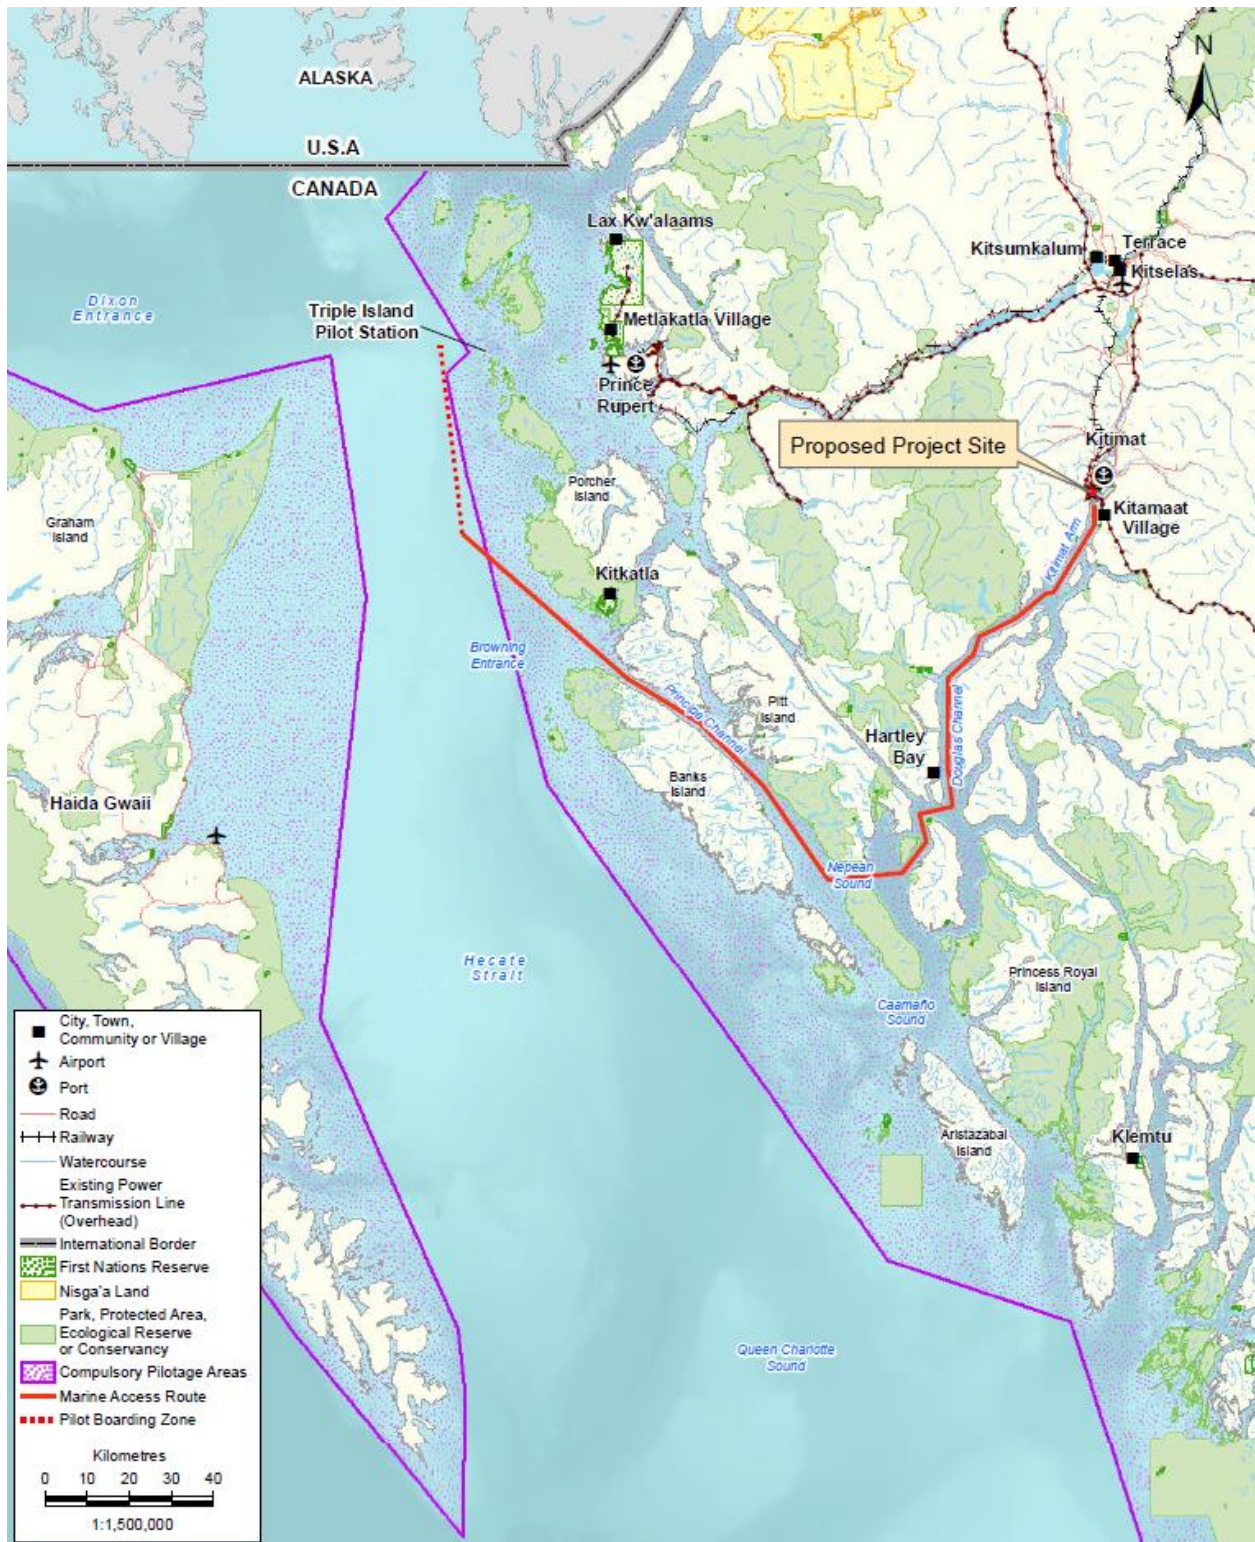 ALASKA
N
U.S.A
CANADA
Lax Kw'alaams
Kitsumkalum
Terrace
Kitselas
Dixon
Entrance
Triple Island
Pilot Station
Metlakatla Village
Prince
Rupert
Proposed Project Site
Kitimat
Porcher
Island
Kitamaat
Village
Graham
Island
Kitimat Arm
Kitkatla
Browning
Entrance
Principa Channel
Pitt
Island
Hartley
Bay
Douglas Channel
Banks
Island
Haida Gwaii
Nepean
Sound
Hecate
Strait
Princess Royal
Island
Caamaño
Sound
Aristazabal
Island
Klemtu
Queen Charlotte
Sound
City, Town,
Community or Village
Airport
Port
Road
Railway
Watercourse
Existing Power
Transmission Line
(Overhead)
International Border
First Nations Reserve
Nisga'a Land
Park, Protected Area,
Ecological Reserve
or Conservancy
Compulsory Pilotage Areas
Marine Access Route
Pilot Boarding Zone
Kilometres
0 10 20 30 40
1:1,500,000